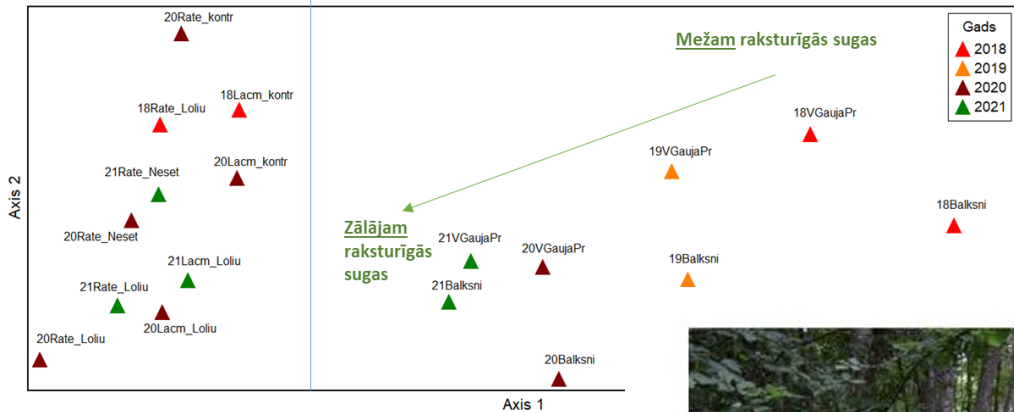 20Rate_kontr
Mežam raksturīgās sugas
Gads
2018
2019
2020
2021
18Lacm_kontr
18Rate_Loliu
18VGaujaPr
20Lacm_kontr
19VGaujaPr
21Rate_Neset
18Balksni
Zālājam
raksturīgās
sugas
20Rate_Neset
21VGaujaPr
20VGaujaPr
19Balksni
21Lacm_Loliu
21Balksni
21Rate_Loliu
20Lacm_Loliu
20Rate_Loliu
20Balksni
Axis 2
Axis 1